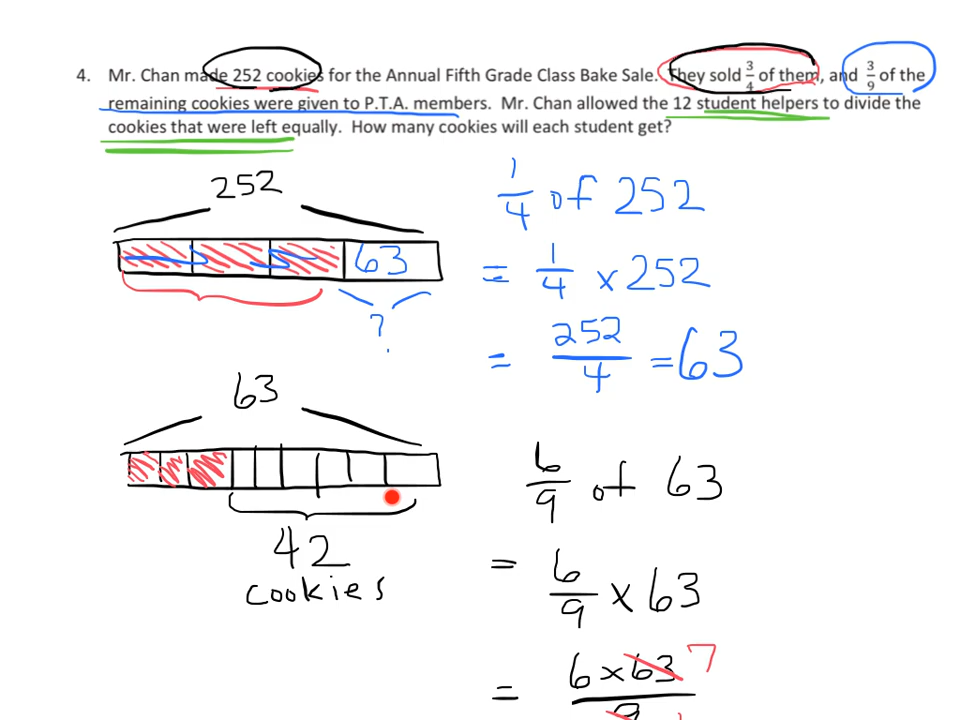 4. Mr. Chan made 252 cookies for the Annual Fifth Grade Class Bake Sale. They sold 3/4 of them, and 3/9 of the
remaining cookies were given to P.T.A. members. Mr. Chan allowed the 12 student helpers to divide the
cookies that were left equally. How many cookies will each student get?
252
63
?
1/4 of 252
= 1/4 x 252
= 252/4 = 63
63
42
cookies
6/9 of 63
= 6/9 x 63
= 6 x 63/9 7